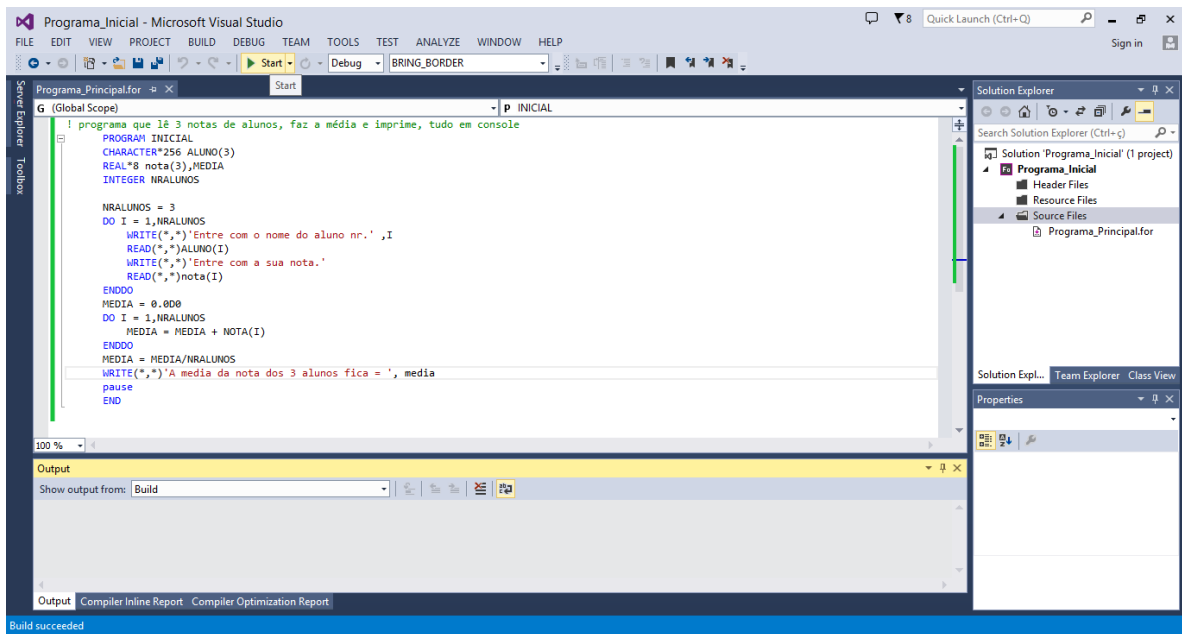 Programa_Inicial - Microsoft Visual Studio
8
Quick Launch (Ctrl+Q)
FILE EDIT VIEW PROJECT BUILD DEBUG TEAM TOOLS TEST ANALYZE WINDOW HELP
Sign in
Start
Debug
BRING_BORDER
Start
Server Explorer
Toolbox
Programa_Principal.for
G (Global Scope)
P INICIAL
! programa que lê 3 notas de alunos, faz a média e imprime, tudo em console
PROGRAM INICIAL
CHARACTER*256 ALUNO(3)
REAL*8 nota(3),MEDIA
INTEGER NRALUNOS
NRALUNOS = 3
DO I = 1,NRALUNOS
WRITE(*,*)'Entre com o nome do aluno nr.' ,I
READ(*,*)ALUNO(I)
WRITE(*,*)'Entre com a sua nota.'
READ(*,*)nota(I)
ENDDO
MEDIA = 0.0D0
DO I = 1,NRALUNOS
MEDIA = MEDIA + NOTA(I)
ENDDO
MEDIA = MEDIA/NRALUNOS
WRITE(*,*)'A media da nota dos 3 alunos fica = ', media
pause
END
100 %
Output
Show output from: Build
Output Compiler Inline Report Compiler Optimization Report
Build succeeded
Solution Explorer
Search Solution Explorer (Ctrl+ç)
Solution 'Programa_Inicial' (1 project)
Fo Programa_Inicial
Header Files
Resource Files
Source Files
Programa_Principal.for
Solution Expl... Team Explorer Class View
Properties